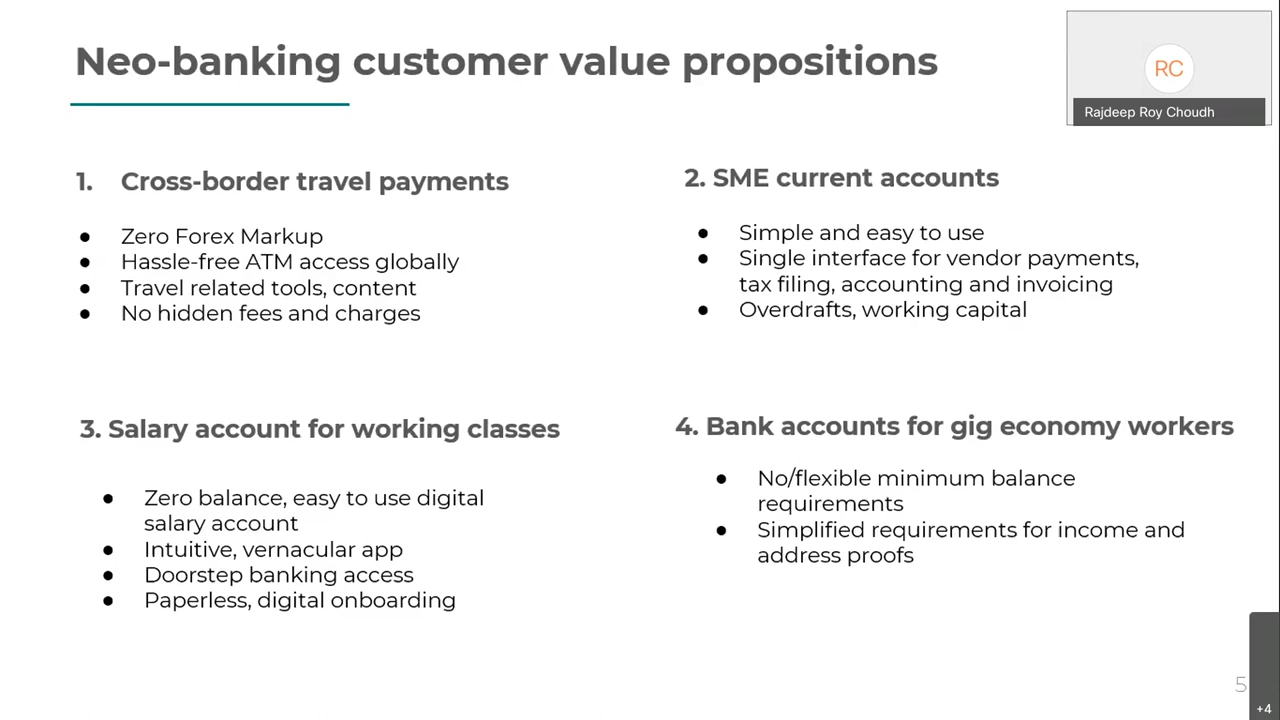 Neo-banking customer value propositions
RC
Rajdeep Roy Choudh
1. Cross-border travel payments
● Zero Forex Markup
● Hassle-free ATM access globally
● Travel related tools, content
● No hidden fees and charges
2. SME current accounts
● Simple and easy to use
● Single interface for vendor payments,
tax filing, accounting and invoicing
● Overdrafts, working capital
3. Salary account for working classes
● Zero balance, easy to use digital
salary account
● Intuitive, vernacular app
● Doorstep banking access
● Paperless, digital onboarding
4. Bank accounts for gig economy workers
● No/flexible minimum balance
requirements
● Simplified requirements for income and
address proofs
5
+4